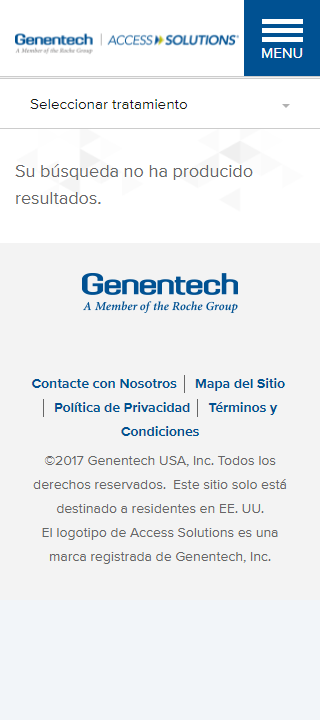 Genentech | ACCESS SOLUTIONS®
A Member of the Roche Group
MENU
Seleccionar tratamiento
Su búsqueda no ha producido
resultados.
Genentech
A Member of the Roche Group
Contacte con Nosotros | Mapa del Sitio
| Política de Privacidad | Términos y
Condiciones
©2017 Genentech USA, Inc. Todos los
derechos reservados. Este sitio solo está
destinado a residentes en EE. UU.
El logotipo de Access Solutions es una
marca registrada de Genentech, Inc.